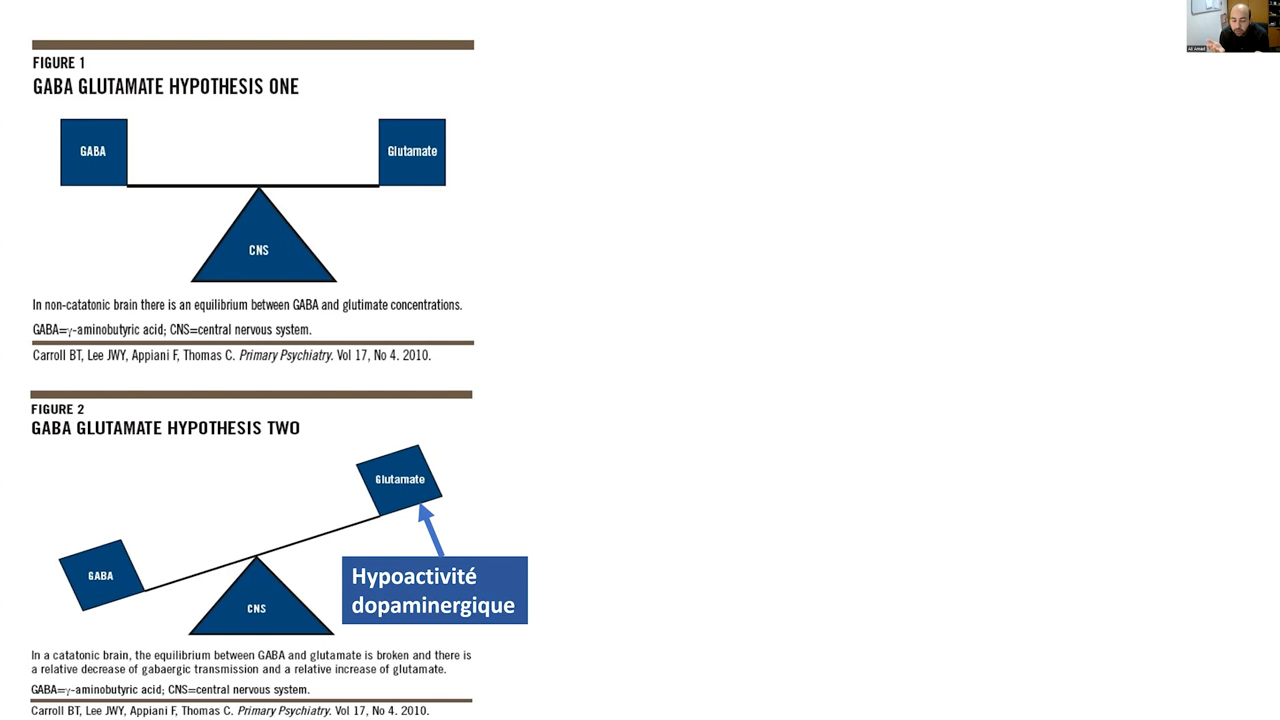 FIGURE 1
GABA GLUTAMATE HYPOTHESIS ONE
GABA
Glutamate
CNS
In non-catatonic brain there is an equilibrium between GABA and glutimate concentrations.
GABA=γ-aminobutyric acid; CNS=central nervous system.
Carroll BT, Lee JWY, Appiani F, Thomas C. Primary Psychiatry. Vol 17, No 4. 2010.
FIGURE 2
GABA GLUTAMATE HYPOTHESIS TWO
Glutamate
GABA
CNS
Hypoactivité
dopaminergique
In a catatonic brain, the equilibrium between GABA and glutamate is broken and there is
a relative decrease of gabaergic transmission and a relative increase of glutamate.
GABA=γ-aminobutyric acid; CNS=central nervous system.
Carroll BT, Lee JWY, Appiani F, Thomas C. Primary Psychiatry. Vol 17, No 4. 2010.